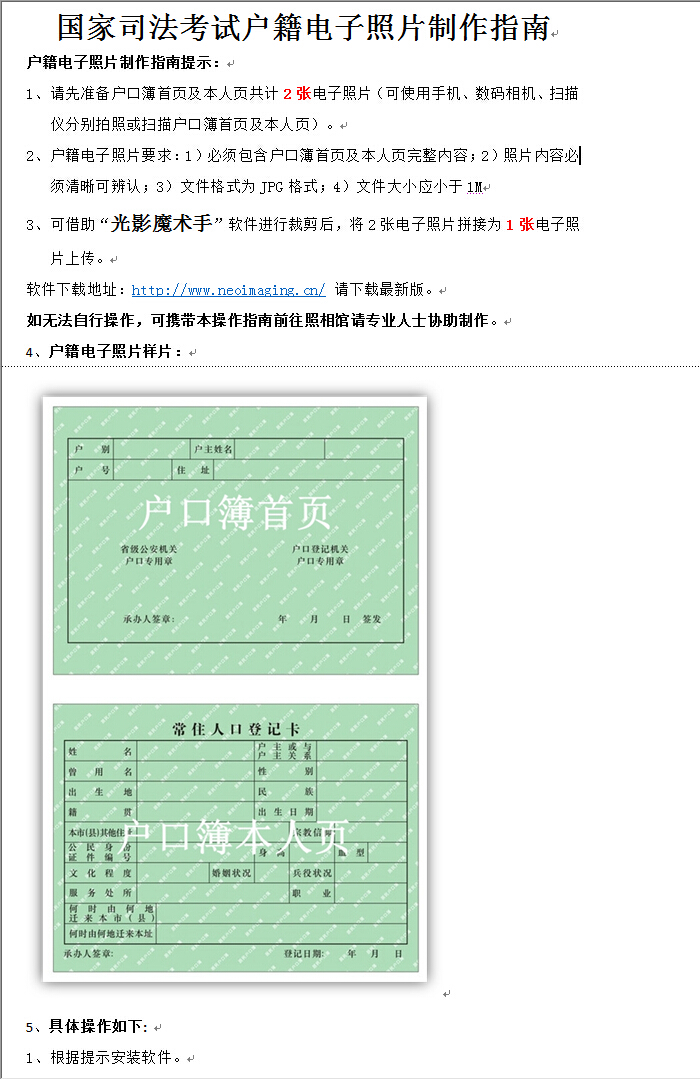 国家司法考试户籍电子照片制作指南
户籍电子照片制作指南提示：
1、请先准备户口簿首页及本人页共计 2 张电子照片（可使用手机、数码相机、扫描
仪分别拍照或扫描户口簿首页及本人页）。
2、户籍电子照片要求：1）必须包含户口簿首页及本人页完整内容；2）照片内容必
须清晰可辨认；3）文件格式为 JPG 格式；4）文件大小应小于 1M
3、可借助“光影魔术手”软件进行裁剪后，将 2 张电子照片拼接为 1 张电子照
片上传。
软件下载地址：http://www.neoimaging.cn/ 请下载最新版。
如无法自行操作，可携带本操作指南前往照相馆请专业人士协助制作。
4、户籍电子照片样片：
户 别 户主姓名
户 号 住 址
户口簿首页
省级公安机关 户口登记机关
户口专用章 户口专用章
承办人签章: 年 月 日 签发
常住人口登记卡
姓 名 户主或与户主关系
曾用名 性 别
出生地 民 族
籍 贯 出生日期
本市(县)其他住 宗教信
户口簿本人页
公民身份证件编号 身 型
文化程度 婚姻状况 兵役状况
服务处所 职 业
何时由何地迁来本市(县)
何时由何地迁来本址
承办人签章: 登记日期: 年 月 日
5、具体操作如下:
1、根据提示安装软件。